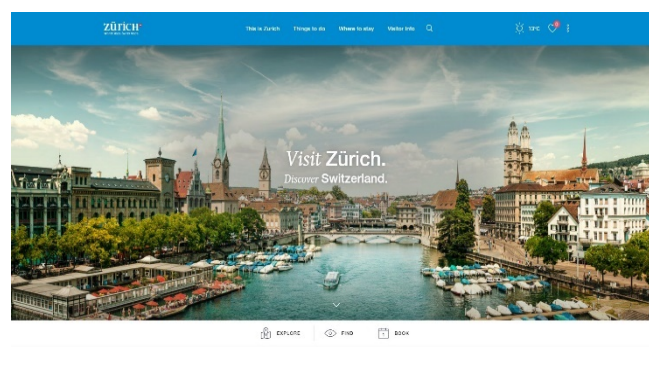 ZÜRICH
This is Zurich Things to do Where to stay Visitor Info
13°C
Visit Zürich.
Discover Switzerland.
EXPLORE FIND BOOK